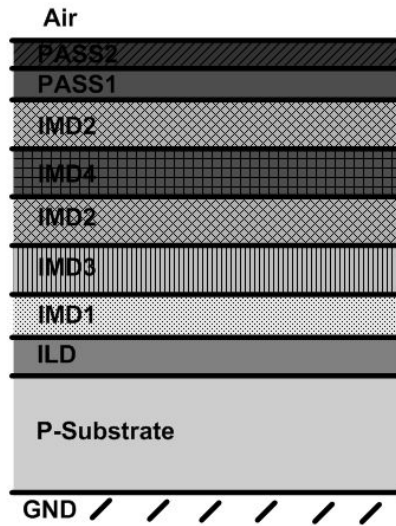 Air
PASS2
PASS1
IMD2
IMD4
IMD2
IMD3
IMD1
ILD
P-Substrate
GND